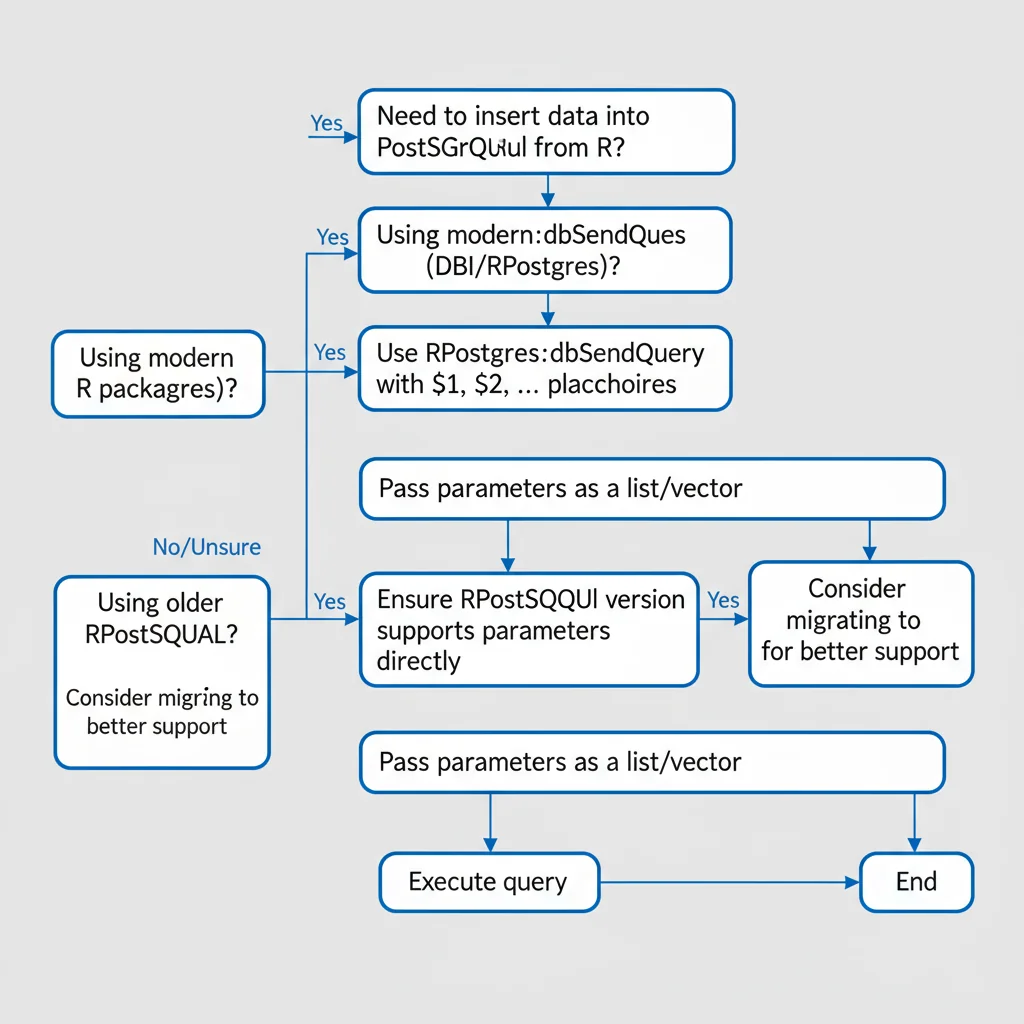 Yes
Need to insert data into
from R?
Yes
Using modern:dbSendQues
(DBI/RPostgres)?
Using modern
R packagres)?
Yes
Use RPostgres:dbSendQuery
with $1, $2, ... placchoires
Pass parameters as a list/vector
No/Unsure
Using older
RPostSQUAL?
Consider migring to
better support
Yes
Ensure RPostSQQUl version
supports parameters
directly
Yes
Consider
migrating to
for better support
Pass parameters as a list/vector
Execute query
End